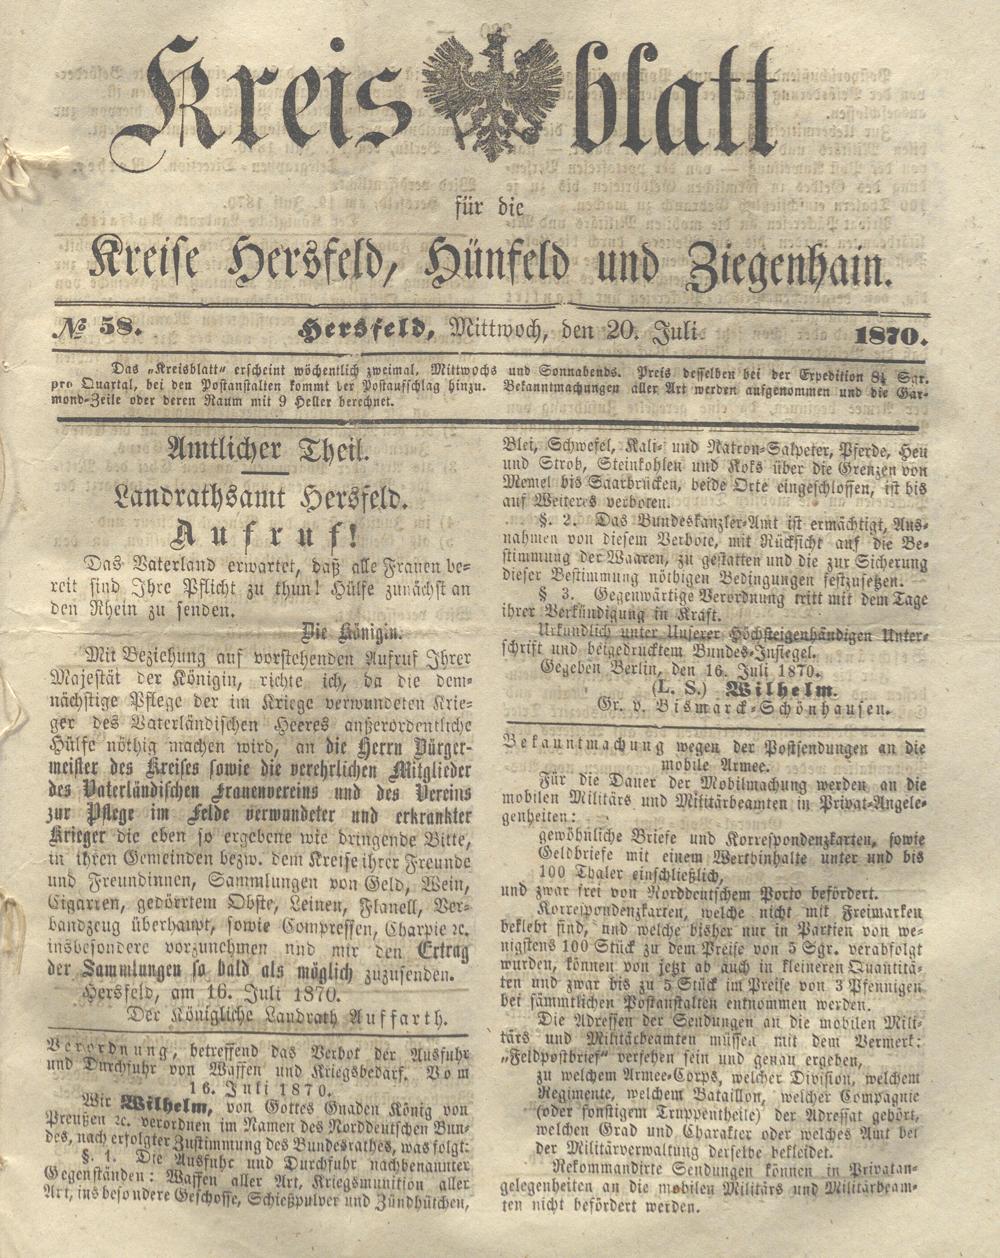 Kreisblatt
für die
Kreise Hersfeld, Hünfeld und Ziegenhain.
№ 58. Hersfeld, Mittwoch, den 20. Juli 1870.
Das „Kreisblatt“ erscheint wöchentlich zweimal, Mittwochs und Sonnabends. Preis desselben bei der Expedition 8¼ Sgr.
pro Quartal, bei den Postanstalten kommt der Postaufschlag hinzu. Bekanntmachungen aller Art werden aufgenommen und die Gar-
mond-Zeile oder deren Raum mit 9 Heller berechnet.
Amtlicher Theil.
Landrathsamt Hersfeld.
Aufruf!
Das Vaterland erwartet, daß alle Frauen be-
reit sind Ihre Pflicht zu thun! Hülfe zunächst an
den Rhein zu senden.
Die Königin.
Mit Beziehung auf vorstehenden Aufruf Ihrer
Majestät der Königin, richte ich, da die dem-
nächstige Pflege der im Kriege verwundeten Krie-
ger des Vaterländischen Heeres außerordentliche
Hülfe nöthig machen wird, an die Herrn Bürger-
meister des Kreises sowie die verehrlichen Mitglieder
des Vaterländischen Frauenvereins und des Vereins
zur Pflege im Felde verwundeter und erkrankter
Krieger die eben so ergebene wie dringende Bitte,
in ihren Gemeinden bezw. dem Kreise ihrer Freunde
und Freundinnen, Sammlungen von Geld, Wein,
Cigarren, gedörrtem Obste, Leinen, Flanell, Ver-
bandzeug überhaupt, sowie Compressen, Charpie ꝛc.
insbesondere vorzunehmen und mir den Ertrag
der Sammlungen so bald als möglich zuzusenden.
Hersfeld, am 16. Juli 1870.
Der Königliche Landrath Auffarth.
Verordnung, betreffend das Verbot der Ausfuhr
und Durchfuhr von Waffen und Kriegsbedarf. Vom
16. Juli 1870.
Wir Wilhelm, von Gottes Gnaden König von
Preußen ꝛc. verordnen im Namen des Norddeutschen Bun-
des, nach erfolgter Zustimmung des Bundesrathes, was folgt:
§. 1. Die Ausfuhr und Durchfuhr nachbenannter
Gegenständen: Waffen aller Art, Kriegsmunition aller
Art, insbesondere Geschosse, Schießpulver und Zündhütchen,
Blei, Schwefel, Kali- und Natron-Salpeter, Pferde, Heu
und Stroh, Steinkohlen und Koks über die Grenzen von
Memel bis Saarbrücken, beide Orte eingeschlossen, ist bis
auf Weiteres verboten.
§. 2. Das Bundeskanzler-Amt ist ermächtigt, Aus-
nahmen von diesem Verbote, mit Rücksicht auf die Be-
stimmung der Waaren, zu gestatten und die zur Sicherung
dieser Bestimmung nöthigen Bedingungen festzusetzen.
§ 3. Gegenwärtige Verordnung tritt mit dem Tage
ihrer Verkündigung in Kraft.
Urkundlich unter Unserer Höchsteigenhändigen Unter-
schrift und beigedrucktem Bundes-Insiegel.
Gegeben Berlin, den 16. Juli 1870.
(L. S.) Wilhelm.
Gr. v. Bismarck-Schönhausen.
Bekanntmachung wegen der Postsendungen an die
mobile Armee.
Für die Dauer der Mobilmachung werden an die
mobilen Militärs und Militärbeamten in Privat-Angele-
genheiten:
gewöhnliche Briefe und Korrespondenzkarten, sowie
Geldbriefe mit einem Werthinhalte unter und bis
100 Thaler einschließlich,
und zwar frei von Norddeutschem Porto befördert.
Korrespondenzkarten, welche nicht mit Freimarken
beklebt sind, und welche bisher nur in Partien von we-
nigstens 100 Stück zu dem Preise von 5 Sgr. verabfolgt
wurden, können von jetzt ab auch in kleineren Quantitä-
ten und zwar bis zu 5 Stück im Preise von 3 Pfennigen
bei sämmtlichen Postanstalten entnommen werden.
Die Adressen der Sendungen an die mobilen Mili-
tärs und Militärbeamten müssen mit dem Vermerk:
„Feldpostbrief“ versehen sein und genau ergeben,
zu welchem Armee-Corps, welcher Division, welchem
Regimente, welchem Bataillon, welcher Compagnie
(oder sonstigem Truppentheile) der Adressat gehört,
welchen Grad und Charakter oder welches Amt bei
der Militärverwaltung derselbe bekleidet.
Rekommandirte Sendungen können in Privatan-
gelegenheiten an die mobilen Militärs und Militärbeam-
ten nicht befördert werden.